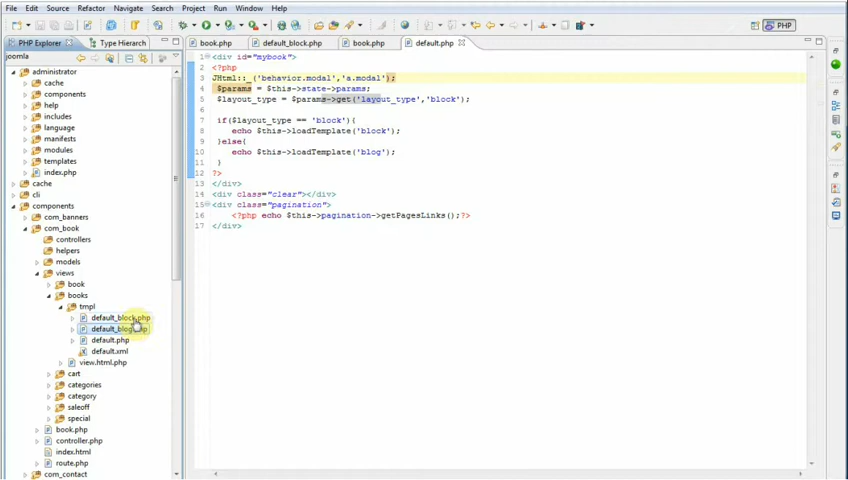 File Edit Source Refactor Navigate Search Project Run Window Help
PHP
PHP Explorer
Type Hierarch
joomla
administrator
cache
components
help
includes
language
manifests
modules
templates
index.php
cache
cli
components
com_banners
com_book
controllers
helpers
models
views
book
books
tmpl
default_block.php
default_blog.php
default.php
default.xml
view.html.php
cart
categories
category
saleoff
special
book.php
controller.php
index.html
route.php
com_contact
book.php default_block.php book.php default.php
1 <div id="mybook">
2 <?php
3 JHtml::_('behavior.modal','a.modal');
4 $params = $this->state->params;
5 $layout_type = $params->get('layout_type','block');
6
7 if($layout_type == 'block'){
8 echo $this->loadTemplate('block');
9 }else{
10 echo $this->loadTemplate('blog');
11 }
12 ?>
13 </div>
14 <div class="clear"></div>
15 <div class="pagination">
16 <?php echo $this->pagination->getPagesLinks();?>
17 </div>